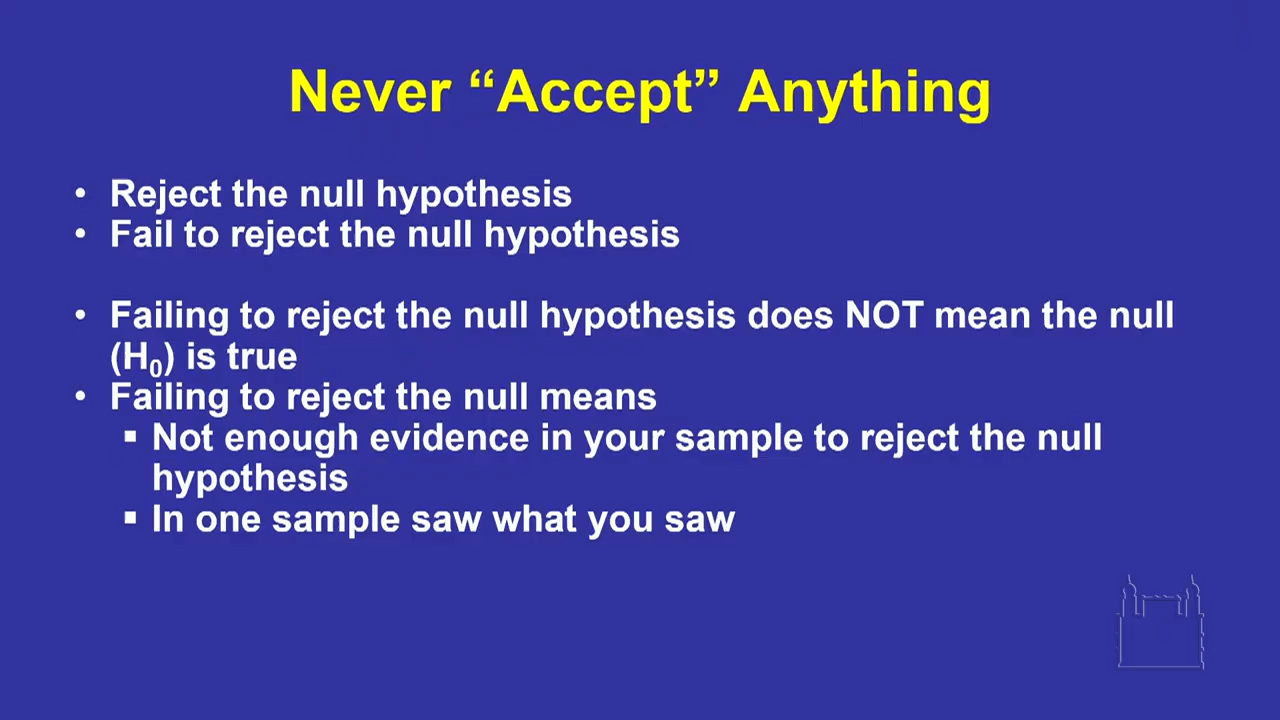 Never “Accept” Anything
• Reject the null hypothesis
• Fail to reject the null hypothesis
• Failing to reject the null hypothesis does NOT mean the null
(H₀) is true
• Failing to reject the null means
▪ Not enough evidence in your sample to reject the null
hypothesis
▪ In one sample saw what you saw